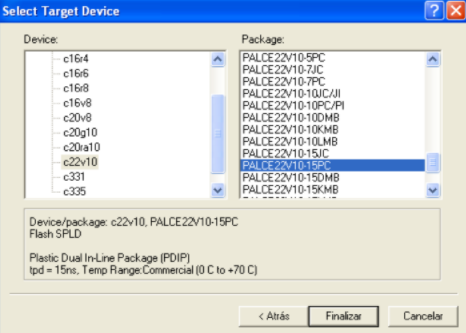 Select Target Device
Device:
c16r4
c16r6
c16r8
c16v8
c20v8
c20g10
c20ra10
c22v10
c331
c335
Package:
PALCE22V10-5PC
PALCE22V10-7JC
PALCE22V10-7PC
PALCE22V10-10JC/JI
PALCE22V10-10PC/PI
PALCE22V10-10DMB
PALCE22V10-10KMB
PALCE22V10-10LMB
PALCE22V10-15JC
PALCE22V10-15PC
PALCE22V10-15DMB
PALCE22V10-15KMB
Device/package: c22v10, PALCE22V10-15PC
Flash SPLD
Plastic Dual In-Line Package (PDIP)
tpd = 15ns, Temp Range:Commercial (0 C to +70 C)
< Atrás
Finalizar
Cancelar